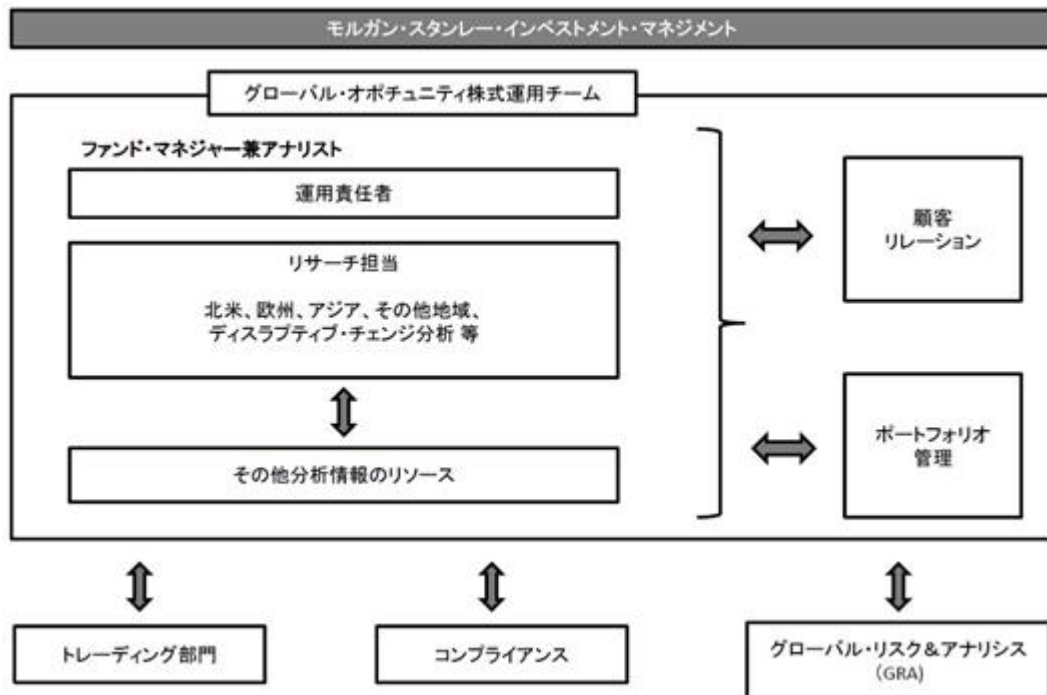 モルガン・スタンレー・インベストメント・マネジメント
グローバル・オポチュニティ株式運用チーム
ファンド・マネジャー兼アナリスト
運用責任者
リサーチ担当
北米、欧州、アジア、その他地域、
ディスラプティブ・チェンジ分析 等
その他分析情報のリソース
顧客
リレーション
ポートフォリオ
管理
トレーディング部門
コンプライアンス
グローバル・リスク＆アナリシス
(GRA)